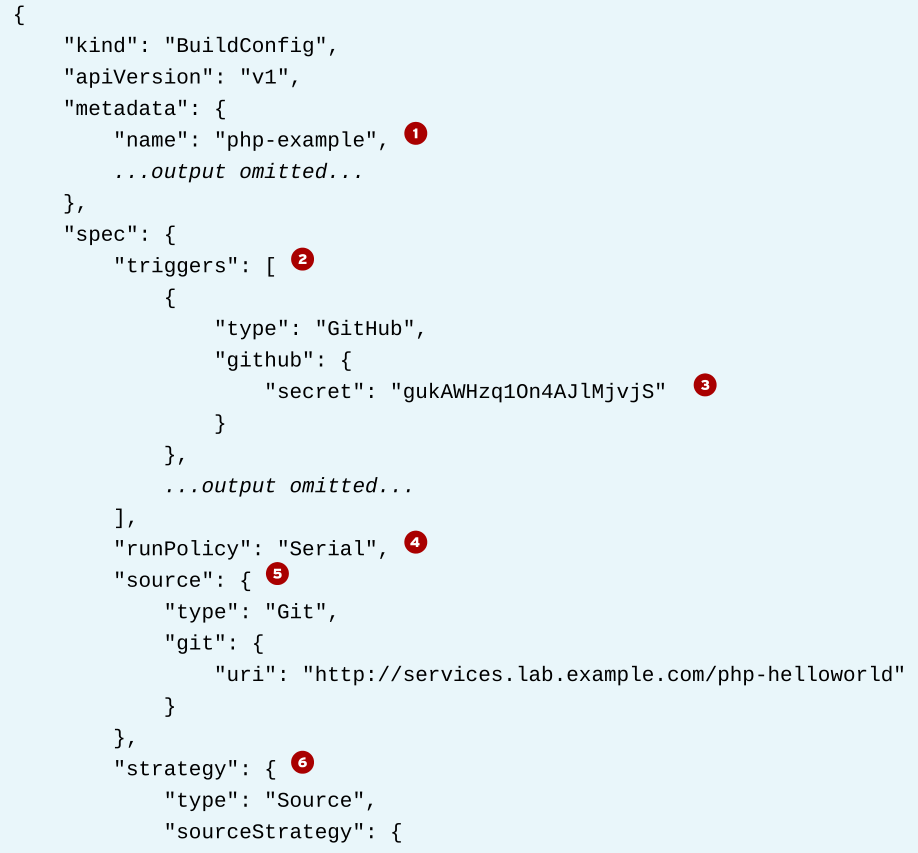 {
    "kind": "BuildConfig",
    "apiVersion": "v1",
    "metadata": {
        "name": "php-example", 1
        ...output omitted...
    },
    "spec": {
        "triggers": [ 2
            {
                "type": "GitHub",
                "github": {
                    "secret": "gukAWHzq1On4AJlMjvjS" 3
                }
            },
            ...output omitted...
        ],
        "runPolicy": "Serial", 4
        "source": { 5
            "type": "Git",
            "git": {
                "uri": "http://services.lab.example.com/php-helloworld"
            }
        },
        "strategy": { 6
            "type": "Source",
            "sourceStrategy": {